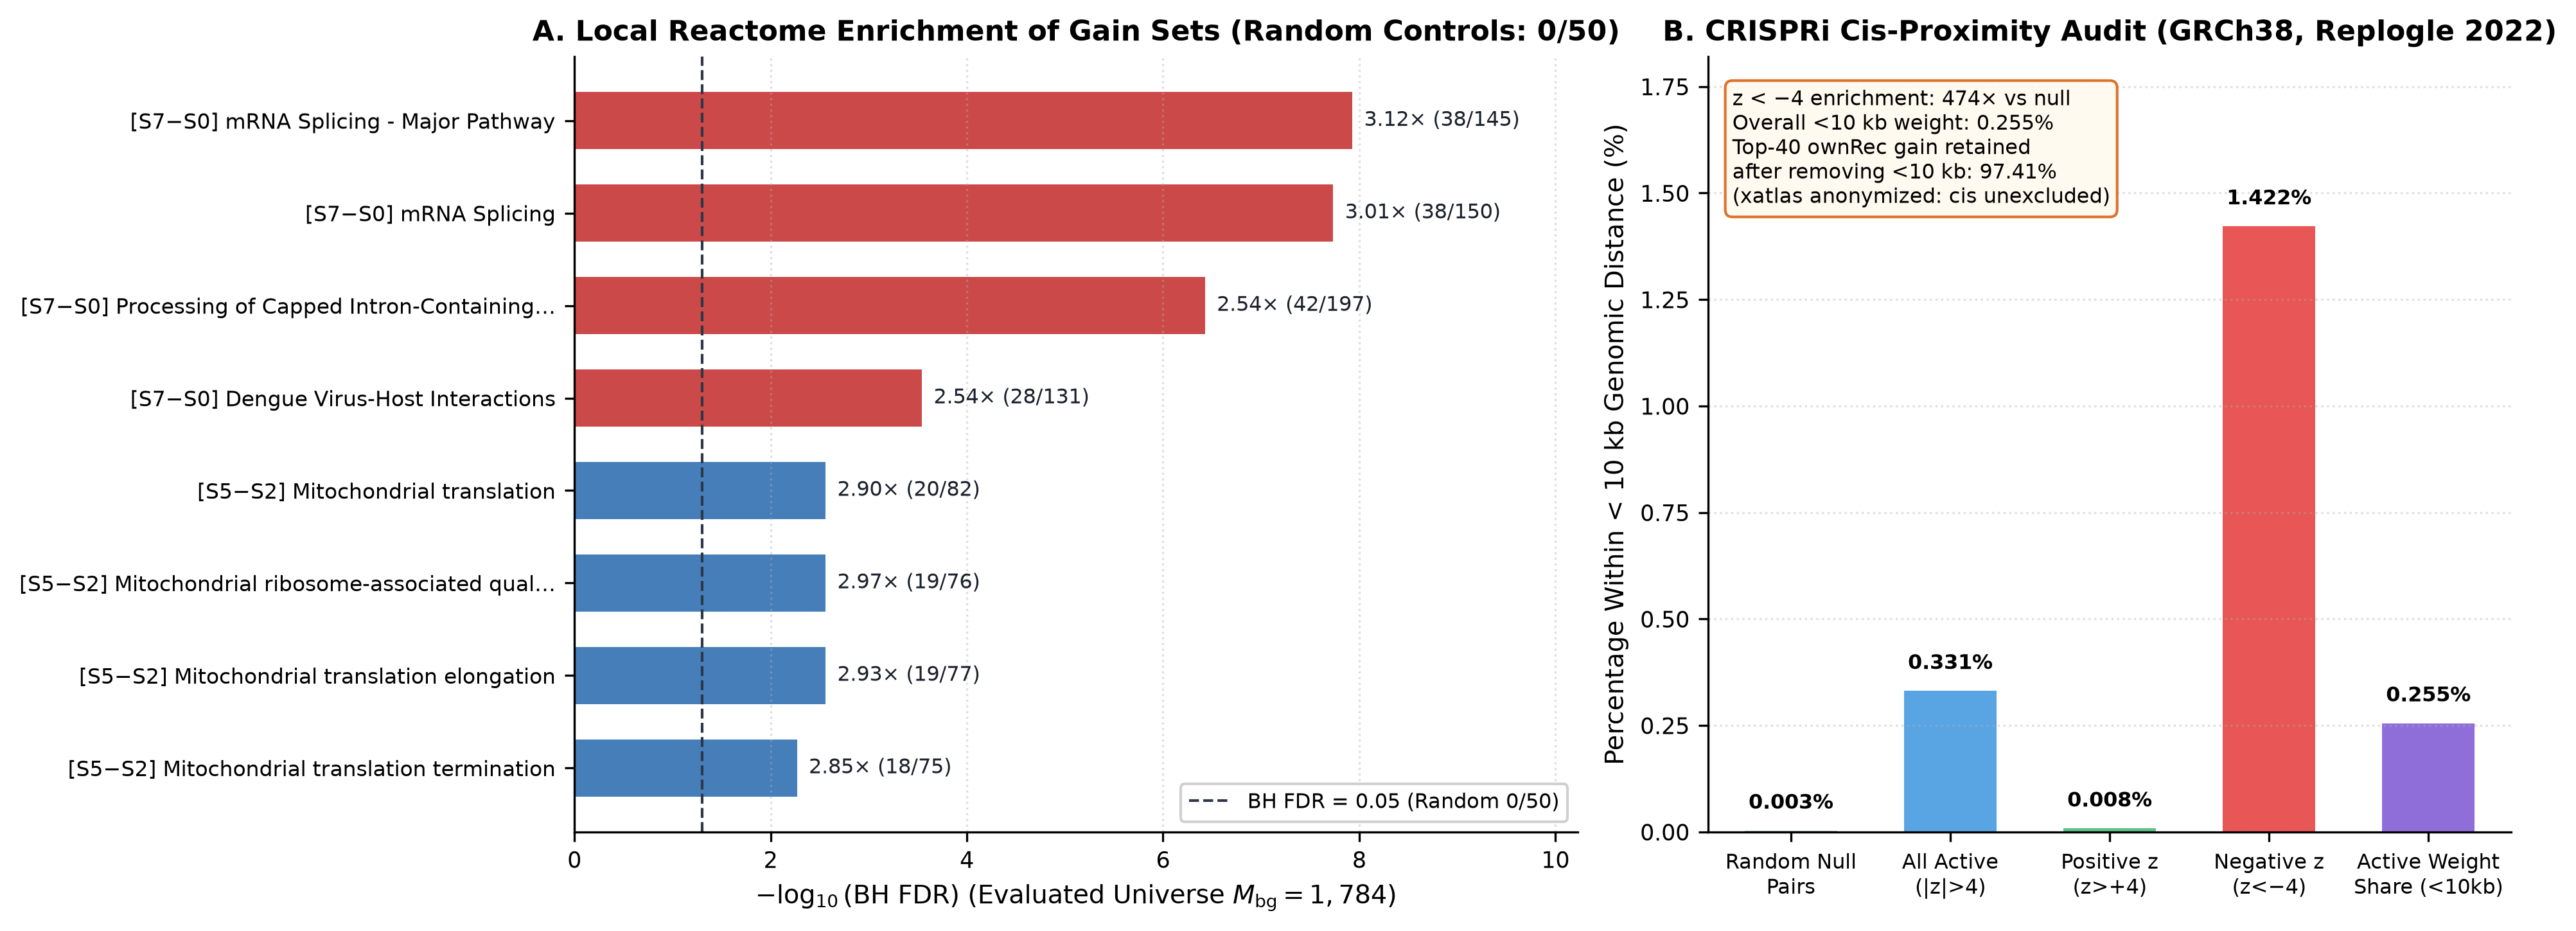 A. Local Reactome Enrichment of Gain Sets (Random Controls: 0/50)
[S7−S0] mRNA Splicing - Major Pathway
3.12× (38/145)
[S7−S0] mRNA Splicing
3.01× (38/150)
[S7−S0] Processing of Capped Intron-Containing...
2.54× (42/197)
[S7−S0] Dengue Virus-Host Interactions
2.54× (28/131)
[S5−S2] Mitochondrial translation
2.90× (20/82)
[S5−S2] Mitochondrial ribosome-associated qual...
2.97× (19/76)
[S5−S2] Mitochondrial translation elongation
2.93× (19/77)
[S5−S2] Mitochondrial translation termination
2.85× (18/75)
BH FDR = 0.05 (Random 0/50)
0 2 4 6 8 10
−log₁₀(BH FDR) (Evaluated Universe M_bg = 1,784)
B. CRISPRi Cis-Proximity Audit (GRCh38, Replogle 2022)
Percentage Within < 10 kb Genomic Distance (%)
1.75
1.50
1.25
1.00
0.75
0.50
0.25
0.00
z < −4 enrichment: 474× vs null
Overall <10 kb weight: 0.255%
Top-40 ownRec gain retained
after removing <10 kb: 97.41%
(xatlas anonymized: cis unexcluded)
0.003%
0.331%
0.008%
1.422%
0.255%
Random Null
Pairs
All Active
(|z|>4)
Positive z
(z>+4)
Negative z
(z<−4)
Active Weight
Share (<10kb)